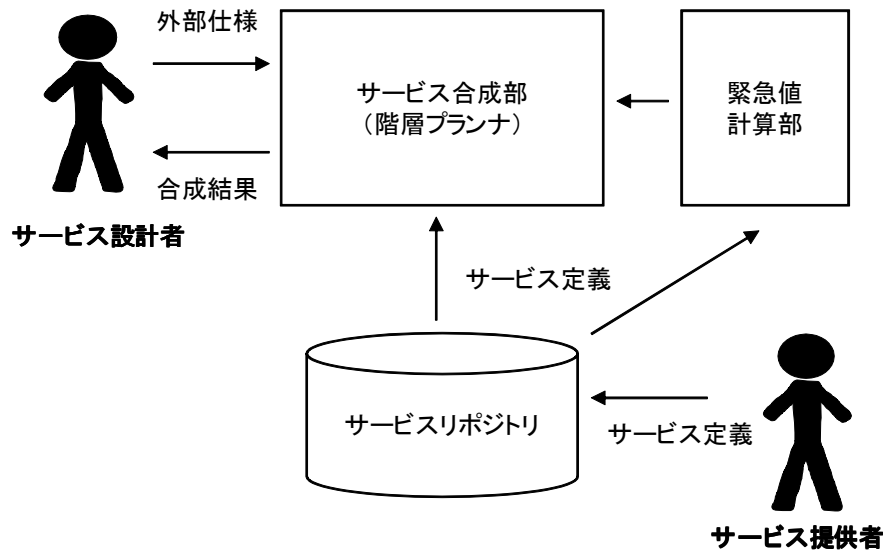 外部仕様
サービス合成部
（階層プランナ）
緊急値
計算部
合成結果
サービス設計者
サービス定義
サービスリポジトリ
サービス定義
サービス提供者